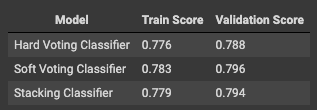 Model Train Score Validation Score
Hard Voting Classifier 0.776 0.788
Soft Voting Classifier 0.783 0.796
Stacking Classifier 0.779 0.794